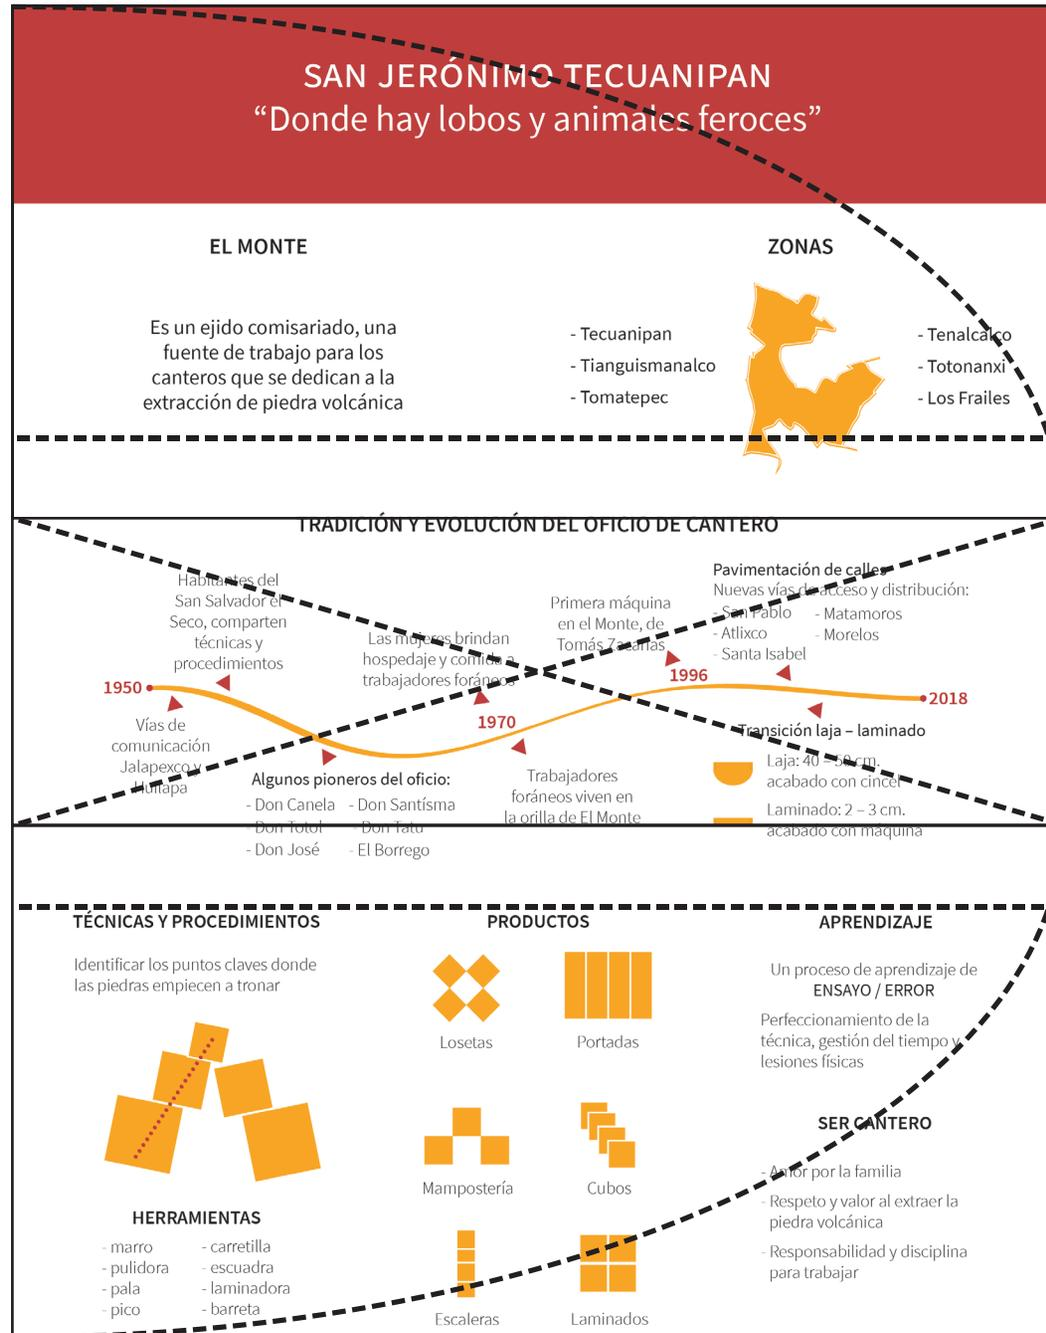 SAN JERÓNIMO TECUANIPAN
“Donde hay lobos y animales feroces”
EL MONTE
Es un ejido comisariado, una
fuente de trabajo para los
canteros que se dedican a la
extracción de piedra volcánica
ZONAS
- Tecuanipan
- Tianguismanalco
- Tomatepec
- Tenalcalco
- Totonanxi
- Los Frailes
TRADICIÓN Y EVOLUCIÓN DEL OFICIO DE CANTERO
Habitantes del
San Salvador el
Seco, comparten
técnicas y
procedimientos
1950
Vías de
comunicación
Jalapexco y
Huilapa
Algunos pioneros del oficio:
- Don Canela - Don Santísma
- Don Totol - Don Tatu
- Don José - El Borrego
Las mujeres brindan
hospedaje y comida a
trabajadores foráneos
1970
Trabajadores
foráneos viven en
la orilla de El Monte
Primera máquina
en el Monte, de
Tomás Zacarías
1996
Pavimentación de calles
Nuevas vías de acceso y distribución:
- San Pablo - Matamoros
- Atlixco - Morelos
- Santa Isabel
2018
Transición laja – laminado
Laja: 40 – 50 cm.
acabado con cincel
Laminado: 2 – 3 cm.
acabado con máquina
TÉCNICAS Y PROCEDIMIENTOS
Identificar los puntos claves donde
las piedras empiecen a tronar
HERRAMIENTAS
- marro - carretilla
- pulidora - escuadra
- pala - laminadora
- pico - barreta
PRODUCTOS
Losetas Portadas
Mampostería Cubos
Escaleras Laminados
APRENDIZAJE
Un proceso de aprendizaje de
ENSAYO / ERROR
Perfeccionamiento de la
técnica, gestión del tiempo y
lesiones físicas
SER CANTERO
- Amor por la familia
- Respeto y valor al extraer la
piedra volcánica
- Responsabilidad y disciplina
para trabajar